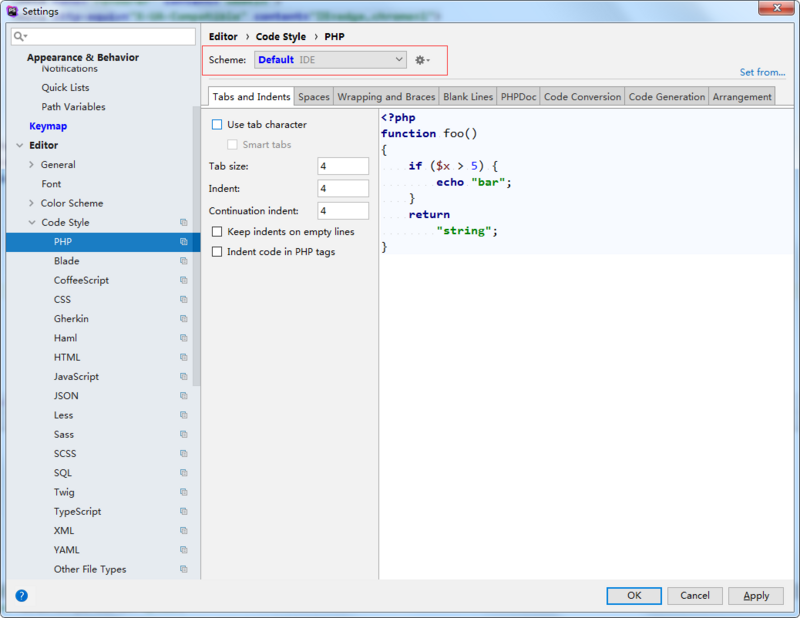 Settings
Editor › Code Style › PHP
Scheme: Default IDE
Set from...
Appearance & Behavior
Notifications
Quick Lists
Path Variables
Keymap
Editor
General
Font
Color Scheme
Code Style
PHP
Blade
CoffeeScript
CSS
Gherkin
Haml
HTML
JavaScript
JSON
Less
Sass
SCSS
SQL
Twig
TypeScript
XML
YAML
Other File Types
Tabs and Indents Spaces Wrapping and Braces Blank Lines PHPDoc Code Conversion Code Generation Arrangement
Use tab character
Smart tabs
Tab size: 4
Indent: 4
Continuation indent: 4
Keep indents on empty lines
Indent code in PHP tags
<?php
function foo()
{
    if ($x > 5) {
        echo "bar";
    }
    return
        "string";
}
?
OK Cancel Apply